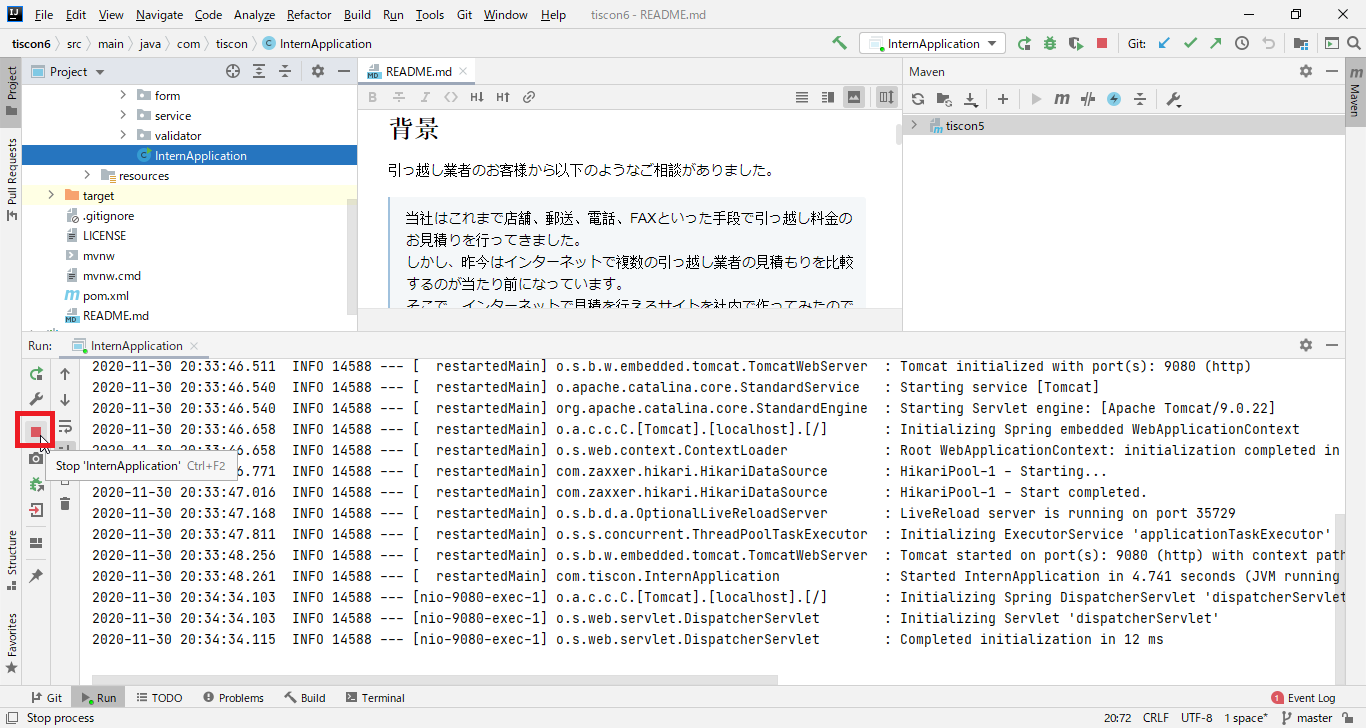 File Edit View Navigate Code Analyze Refactor Build Run Tools Git Window Help tiscon6 - README.md
tiscon6 src main java com tiscon InternApplication
InternApplication
Git:
Project
README.md
Maven
form
service
validator
InternApplication
resources
target
.gitignore
LICENSE
mvnw
mvnw.cmd
pom.xml
README.md
背景
引っ越し業者のお客様から以下のようなご相談がありました。
当社はこれまで店舗、郵送、電話、FAXといった手段で引っ越し料金の
お見積りを行ってきました。
しかし、昨今はインターネットで複数の引っ越し業者の見積もりを比較
するのが当たり前になっています。
そこで、インターネットで見積を行えるサイトを社内で作ってみたので
tiscon5
Project
Pull Requests
Structure
Favorites
Maven
Run: InternApplication
2020-11-30 20:33:46.511 INFO 14588 --- [ restartedMain] o.s.b.w.embedded.tomcat.TomcatWebServer : Tomcat initialized with port(s): 9080 (http)
2020-11-30 20:33:46.540 INFO 14588 --- [ restartedMain] o.apache.catalina.core.StandardService : Starting service [Tomcat]
2020-11-30 20:33:46.540 INFO 14588 --- [ restartedMain] org.apache.catalina.core.StandardEngine : Starting Servlet engine: [Apache Tomcat/9.0.22]
2020-11-30 20:33:46.658 INFO 14588 --- [ restartedMain] o.a.c.c.C.[Tomcat].[localhost].[/] : Initializing Spring embedded WebApplicationContext
6.658 INFO 14588 --- [ restartedMain] o.s.web.context.ContextLoader : Root WebApplicationContext: initialization completed in
6.771 INFO 14588 --- [ restartedMain] com.zaxxer.hikari.HikariDataSource : HikariPool-1 - Starting...
7.016 INFO 14588 --- [ restartedMain] com.zaxxer.hikari.HikariDataSource : HikariPool-1 - Start completed.
2020-11-30 20:33:47.168 INFO 14588 --- [ restartedMain] o.s.b.d.a.OptionalLiveReloadServer : LiveReload server is running on port 35729
2020-11-30 20:33:47.811 INFO 14588 --- [ restartedMain] o.s.s.concurrent.ThreadPoolTaskExecutor : Initializing ExecutorService 'applicationTaskExecutor'
2020-11-30 20:33:48.256 INFO 14588 --- [ restartedMain] o.s.b.w.embedded.tomcat.TomcatWebServer : Tomcat started on port(s): 9080 (http) with context path
2020-11-30 20:33:48.261 INFO 14588 --- [ restartedMain] com.tiscon.InternApplication : Started InternApplication in 4.741 seconds (JVM running
2020-11-30 20:34:34.103 INFO 14588 --- [nio-9080-exec-1] o.a.c.c.C.[Tomcat].[localhost].[/] : Initializing Spring DispatcherServlet 'dispatcherServlet
2020-11-30 20:34:34.103 INFO 14588 --- [nio-9080-exec-1] o.s.web.servlet.DispatcherServlet : Initializing Servlet 'dispatcherServlet'
2020-11-30 20:34:34.115 INFO 14588 --- [nio-9080-exec-1] o.s.web.servlet.DispatcherServlet : Completed initialization in 12 ms
Stop 'InternApplication' Ctrl+F2
Git Run TODO Problems Build Terminal 1 Event Log
Stop process 20:72 CRLF UTF-8 1 space* master